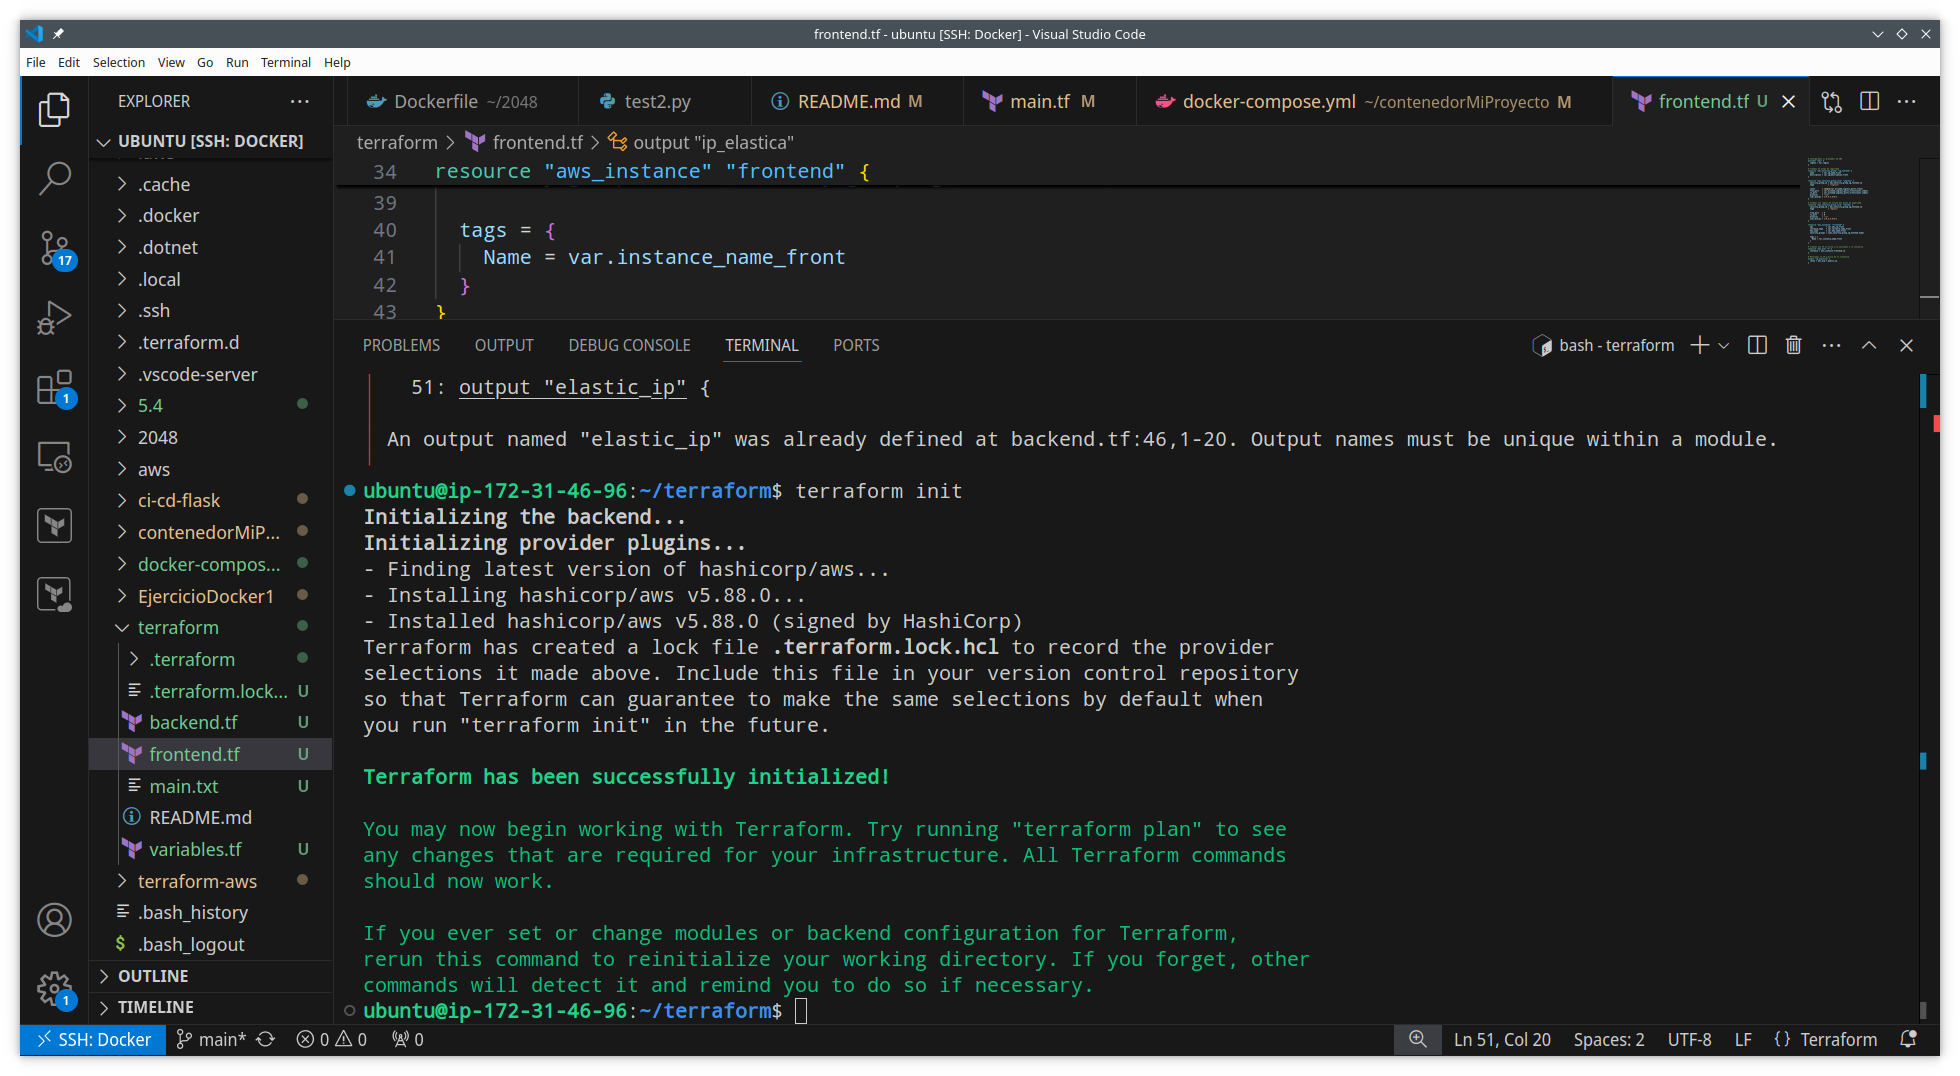 frontend.tf - ubuntu [SSH: Docker] - Visual Studio Code
File Edit Selection View Go Run Terminal Help
EXPLORER
UBUNTU [SSH: DOCKER]
.cache
.docker
.dotnet
.local
.ssh
.terraform.d
.vscode-server
5.4
2048
aws
ci-cd-flask
contenedorMiP...
docker-compos...
EjercicioDocker1
terraform
.terraform
.terraform.lock... U
backend.tf U
frontend.tf U
main.txt U
README.md
variables.tf U
terraform-aws
.bash_history
$ .bash_logout
OUTLINE
TIMELINE
17
1
1
Dockerfile ~/2048 test2.py README.md M main.tf M docker-compose.yml ~/contenedorMiProyecto M frontend.tf U
terraform > frontend.tf > output "ip_elastica"
34 resource "aws_instance" "frontend" {
39
40 tags = {
41 Name = var.instance_name_front
42 }
43 }
PROBLEMS OUTPUT DEBUG CONSOLE TERMINAL PORTS bash - terraform
51: output "elastic_ip" {
An output named "elastic_ip" was already defined at backend.tf:46,1-20. Output names must be unique within a module.
ubuntu@ip-172-31-46-96:~/terraform$ terraform init
Initializing the backend...
Initializing provider plugins...
- Finding latest version of hashicorp/aws...
- Installing hashicorp/aws v5.88.0...
- Installed hashicorp/aws v5.88.0 (signed by HashiCorp)
Terraform has created a lock file .terraform.lock.hcl to record the provider
selections it made above. Include this file in your version control repository
so that Terraform can guarantee to make the same selections by default when
you run "terraform init" in the future.
Terraform has been successfully initialized!
You may now begin working with Terraform. Try running "terraform plan" to see
any changes that are required for your infrastructure. All Terraform commands
should now work.
If you ever set or change modules or backend configuration for Terraform,
rerun this command to reinitialize your working directory. If you forget, other
commands will detect it and remind you to do so if necessary.
ubuntu@ip-172-31-46-96:~/terraform$
SSH: Docker main* 0 0 0 Ln 51, Col 20 Spaces: 2 UTF-8 LF {} Terraform